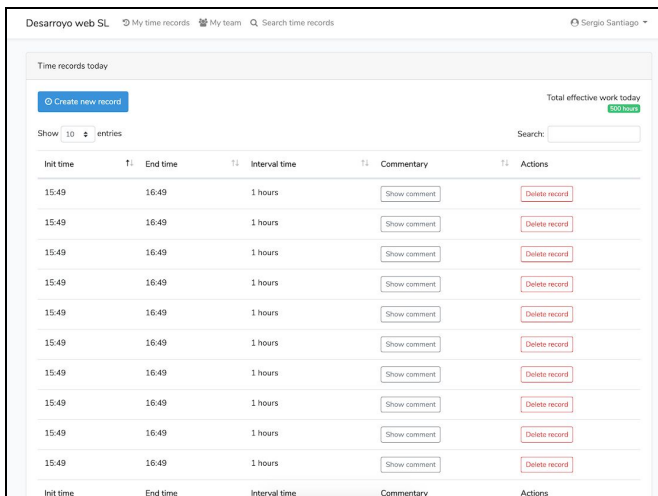 Desarroyo web SL My time records My team Search time records Sergio Santiago
Time records today
Create new record
Total effective work today
500 hours
Show 10 entries Search:
Init time End time Interval time Commentary Actions
15:49 16:49 1 hours Show comment Delete record
15:49 16:49 1 hours Show comment Delete record
15:49 16:49 1 hours Show comment Delete record
15:49 16:49 1 hours Show comment Delete record
15:49 16:49 1 hours Show comment Delete record
15:49 16:49 1 hours Show comment Delete record
15:49 16:49 1 hours Show comment Delete record
15:49 16:49 1 hours Show comment Delete record
15:49 16:49 1 hours Show comment Delete record
15:49 16:49 1 hours Show comment Delete record
Init time End time Interval time Commentary Actions